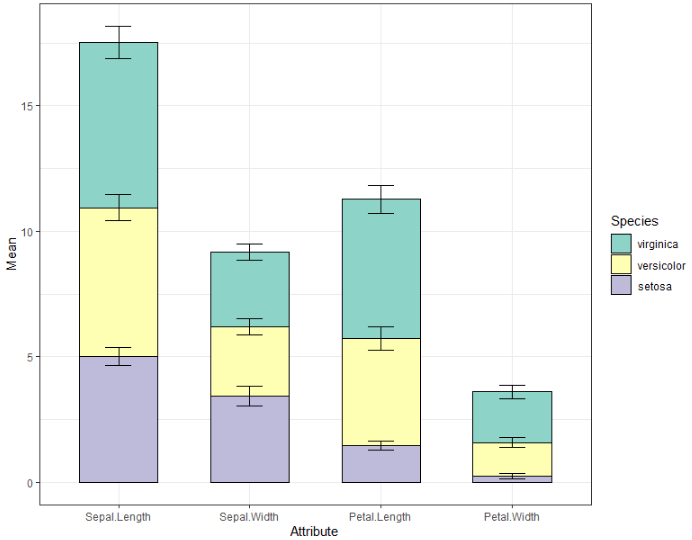 15
10
5
0
Mean
Sepal.Length Sepal.Width Petal.Length Petal.Width
Attribute
Species
virginica
versicolor
setosa